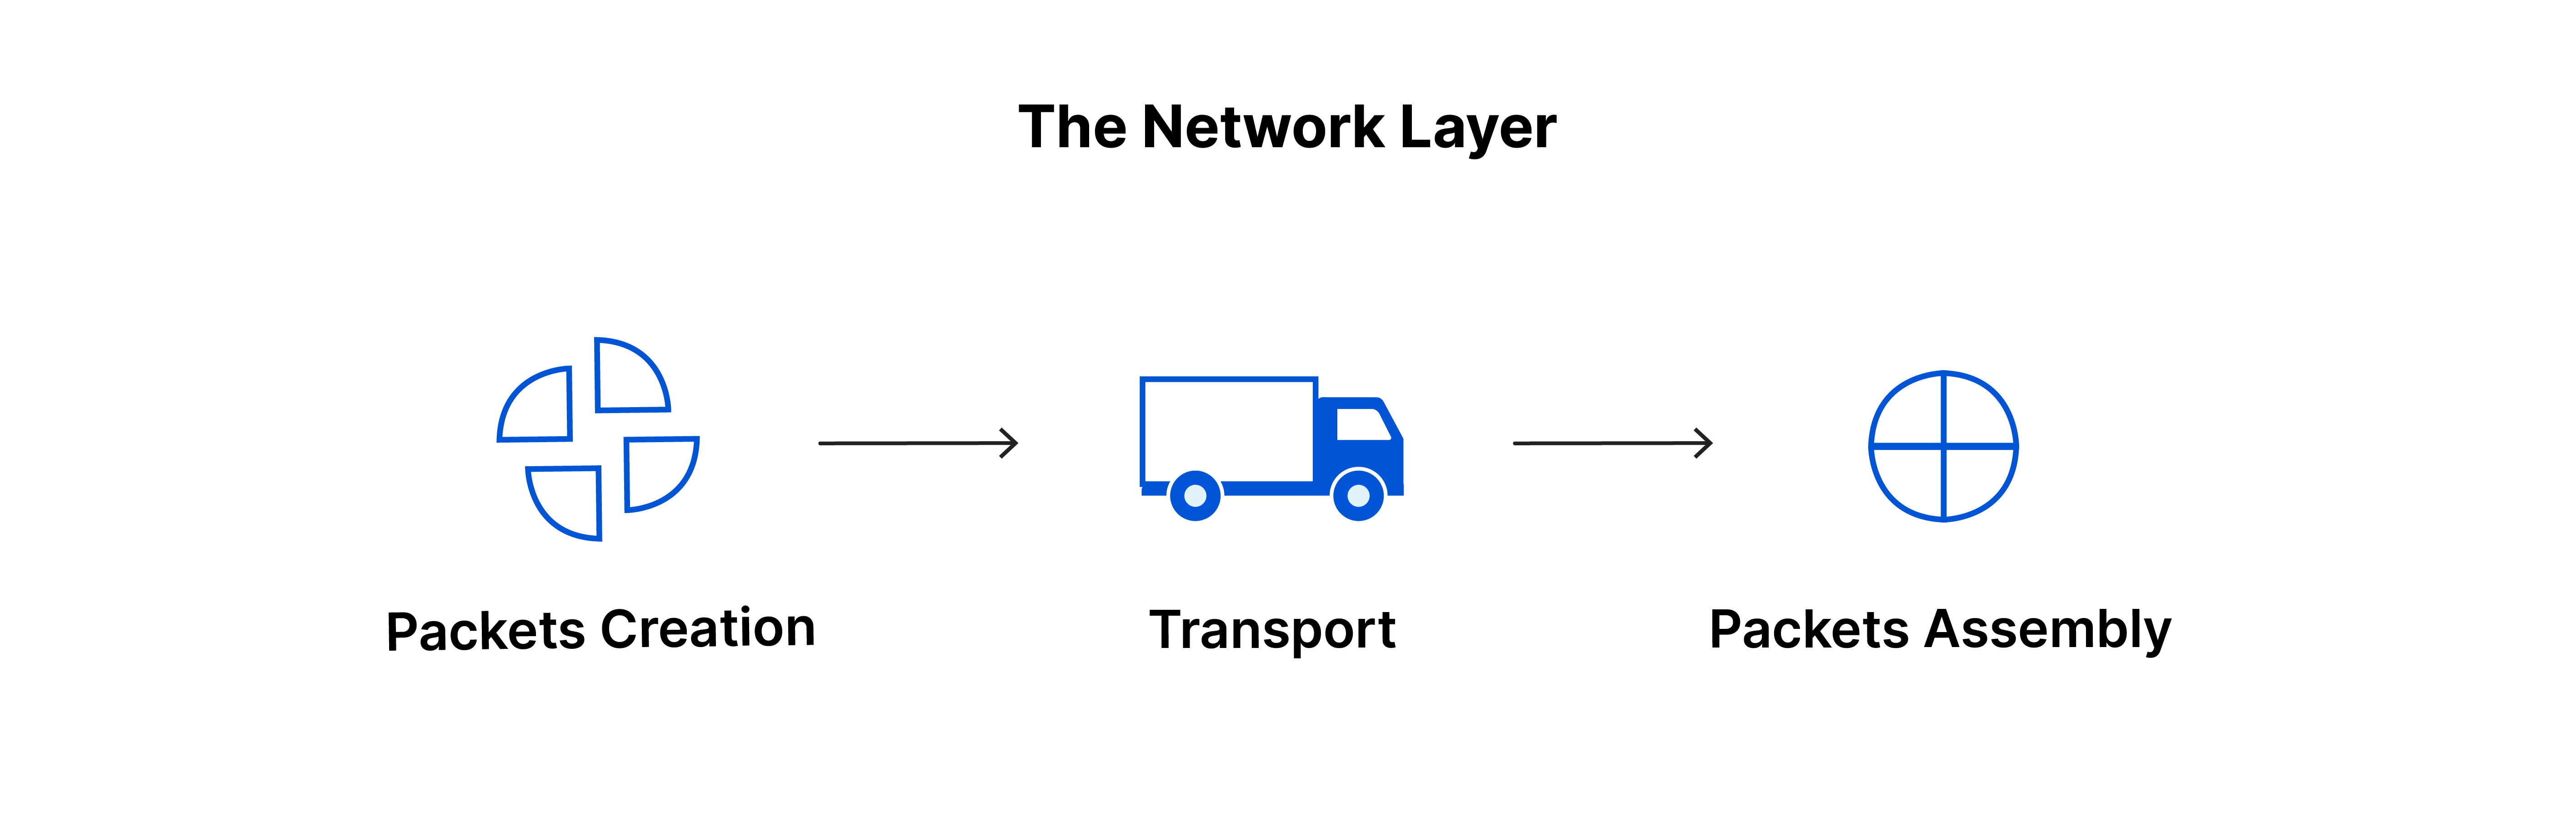 The Network Layer
Packets Creation
Transport
Packets Assembly